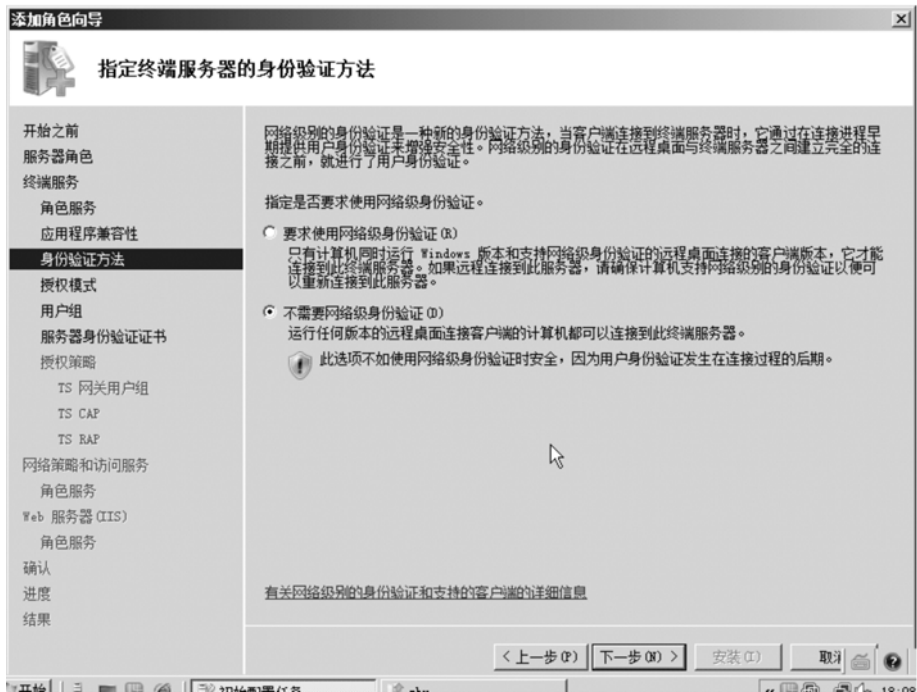 添加角色向导
指定终端服务器的身份验证方法
开始之前
服务器角色
终端服务
角色服务
应用程序兼容性
身份验证方法
授权模式
用户组
服务器身份验证证书
授权策略
TS 网关用户组
TS CAP
TS RAP
网络策略和访问服务
角色服务
Web 服务器(IIS)
角色服务
确认
进度
结果
网络级别的身份验证是一种新的身份验证方法，当客户端连接到终端服务器时，它通过在连接进程早
期提供用户身份验证来增强安全性。网络级别的身份验证在远程桌面与终端服务器之间建立完全的连
接之前，就进行了用户身份验证。
指定是否要求使用网络级身份验证。
要求使用网络级身份验证(R)
只有计算机同时运行 Windows 版本和支持网络级身份验证的远程桌面连接的客户端版本，它才能
连接到此终端服务器。如果远程连接到此服务器，请确保计算机支持网络级别的身份验证以便可
以重新连接到此服务器。
不需要网络级身份验证(D)
运行任何版本的远程桌面连接客户端的计算机都可以连接到此终端服务器。
此选项不如使用网络级身份验证时安全，因为用户身份验证发生在连接过程的后期。
有关网络级别的身份验证和支持的客户端的详细信息
< 上一步(P)
下一步(N) >
安装(I)
取消
开始
初始配置任务
18:08